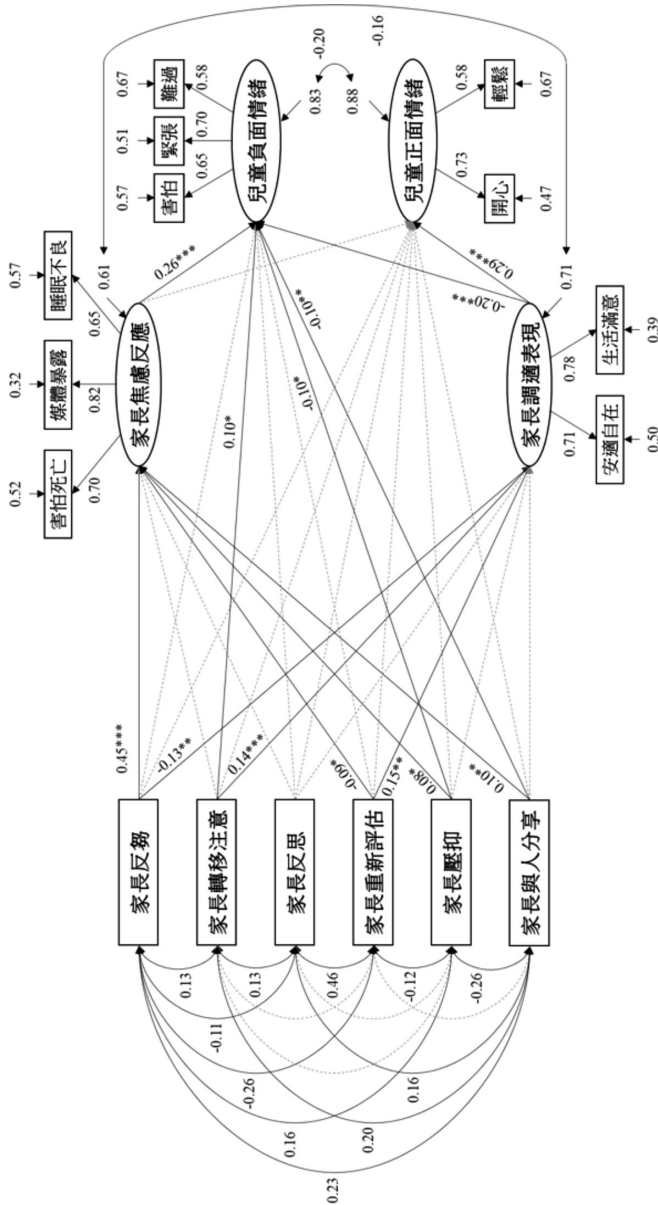 家長反芻
家長轉移注意
家長反思
家長重新評估
家長壓抑
家長與人分享
0.13
0.13
0.46
-0.12
-0.26
-0.11
-0.26
0.16
0.16
0.20
0.23
0.45***
-0.13**
0.14***
-0.09*
0.15**
0.08*
0.10**
0.10*
-0.10*
-0.10**
0.26***
-0.20***
0.29***
害怕死亡
媒體暴露
睡眠不良
0.52
0.32
0.57
0.70
0.82
0.65
家長焦慮反應
0.61
家長調適表現
0.71
0.71
0.78
安適自在
生活滿意
0.50
0.39
害怕
緊張
難過
0.57
0.51
0.67
0.65
0.70
0.58
兒童負面情緒
0.83
-0.20
-0.16
0.88
兒童正面情緒
0.73
0.58
開心
輕鬆
0.47
0.67